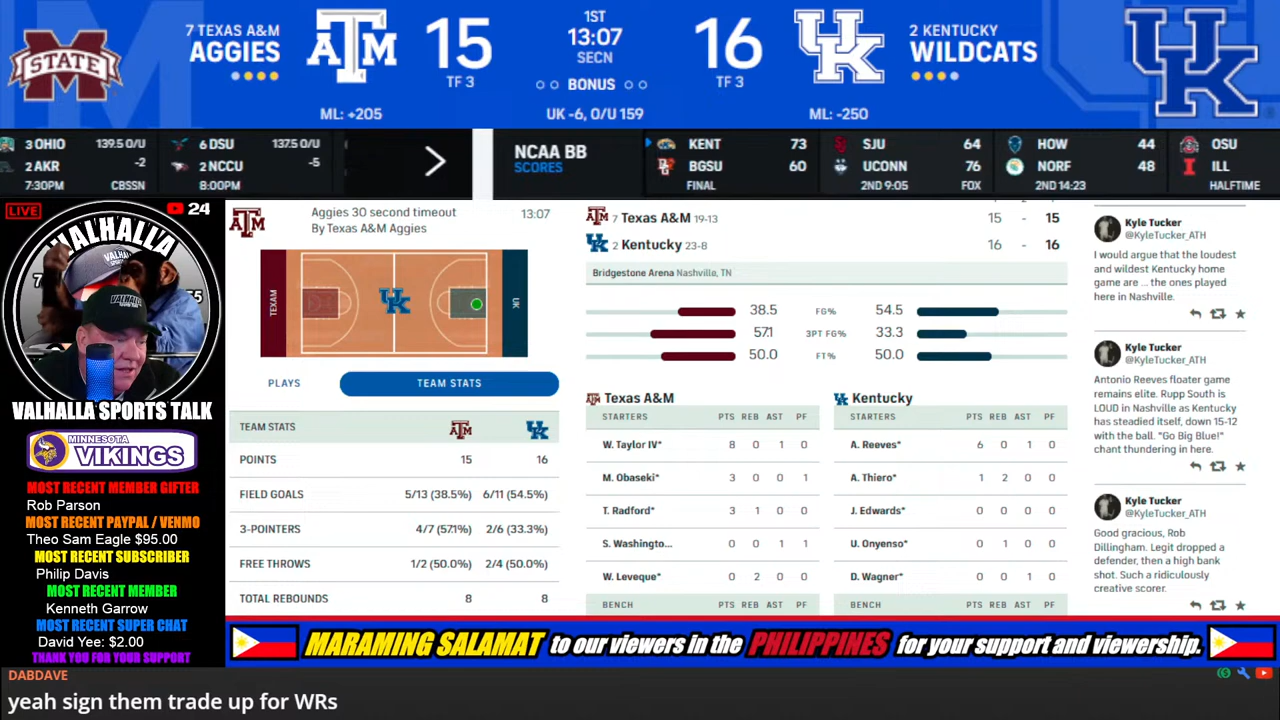 7 TEXAS A&M
AGGIES
15
TF 3
ML: +205
1ST
13:07
SECN
BONUS
UK -6, O/U 159
16
TF 3
ML: -250
2 KENTUCKY
WILDCATS
STATE
3 OHIO 139.5 O/U
2 AKR -2
7:30PM CBSSN
6 DSU 137.5 O/U
2 NCCU -5
8:00PM
NCAA BB
SCORES
KENT 73
BGSU 60
FINAL
SJU 64
UCONN 76
2ND 9:05 FOX
HOW 44
NORF 48
2ND 14:23
OSU
ILL
HALFTIME
LIVE
24
VALHALLA
VALHALLA SPORTS TALK
MINNESOTA
VIKINGS
MOST RECENT MEMBER GIFTER
Rob Parson
MOST RECENT PAYPAL / VENMO
Theo Sam Eagle $95.00
MOST RECENT SUBSCRIBER
Philip Davis
MOST RECENT MEMBER
Kenneth Garrow
MOST RECENT SUPER CHAT
David Yee: $2.00
THANK YOU FOR YOUR SUPPORT
Aggies 30 second timeout 13:07
By Texas A&M Aggies
TEXAM
UK
PLAYS TEAM STATS
TEAM STATS
POINTS 15 16
FIELD GOALS 5/13 (38.5%) 6/11 (54.5%)
3-POINTERS 4/7 (57.1%) 2/6 (33.3%)
FREE THROWS 1/2 (50.0%) 2/4 (50.0%)
TOTAL REBOUNDS 8 8
7 Texas A&M 19-13 15 - 15
2 Kentucky 23-8 16 - 16
Bridgestone Arena Nashville, TN
38.5 FG% 54.5
57.1 3PT FG% 33.3
50.0 FT% 50.0
Texas A&M
STARTERS PTS REB AST PF
W. Taylor IV* 8 0 1 0
M. Obaseki* 3 0 0 1
T. Radford* 3 1 0 0
S. Washingto... 0 0 1 1
W. Leveque* 0 2 0 0
BENCH PTS REB AST PF
Kentucky
STARTERS PTS REB AST PF
A. Reeves* 6 0 1 0
A. Thiero* 1 2 0 0
J. Edwards* 0 0 0 0
U. Onyenso* 0 1 0 0
D. Wagner* 0 0 1 0
BENCH PTS REB AST PF
Kyle Tucker
@KyleTucker_ATH
I would argue that the loudest
and wildest Kentucky home
game are ... the ones played
here in Nashville.
Kyle Tucker
@KyleTucker_ATH
Antonio Reeves floater game
remains elite. Rupp South is
LOUD in Nashville as Kentucky
has steadied itself, down 15-12
with the ball. "Go Big Blue!"
chant thundering in here.
Kyle Tucker
@KyleTucker_ATH
Good gracious, Rob
Dillingham. Legit dropped a
defender, then a high bank
shot. Such a ridiculously
creative scorer.
MARAMING SALAMAT to our viewers in the PHILIPPINES for your support and viewership.
DABDAVE
yeah sign them trade up for WRs